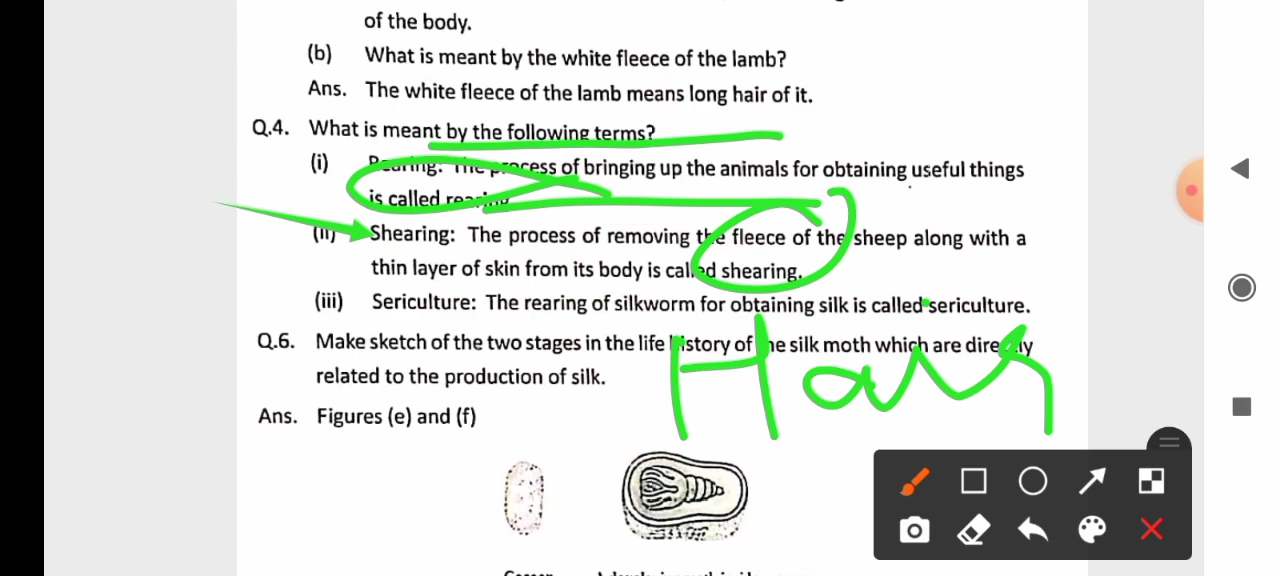 of the body.
(b) What is meant by the white fleece of the lamb?
Ans. The white fleece of the lamb means long hair of it.
Q.4. What is meant by the following terms?
(i) Rearing: The process of bringing up the animals for obtaining useful things
is called rearing
(ii) Shearing: The process of removing the fleece of the sheep along with a
thin layer of skin from its body is called shearing.
(iii) Sericulture: The rearing of silkworm for obtaining silk is called sericulture.
Q.6. Make sketch of the two stages in the life history of the silk moth which are directly
related to the production of silk.
Ans. Figures (e) and (f)